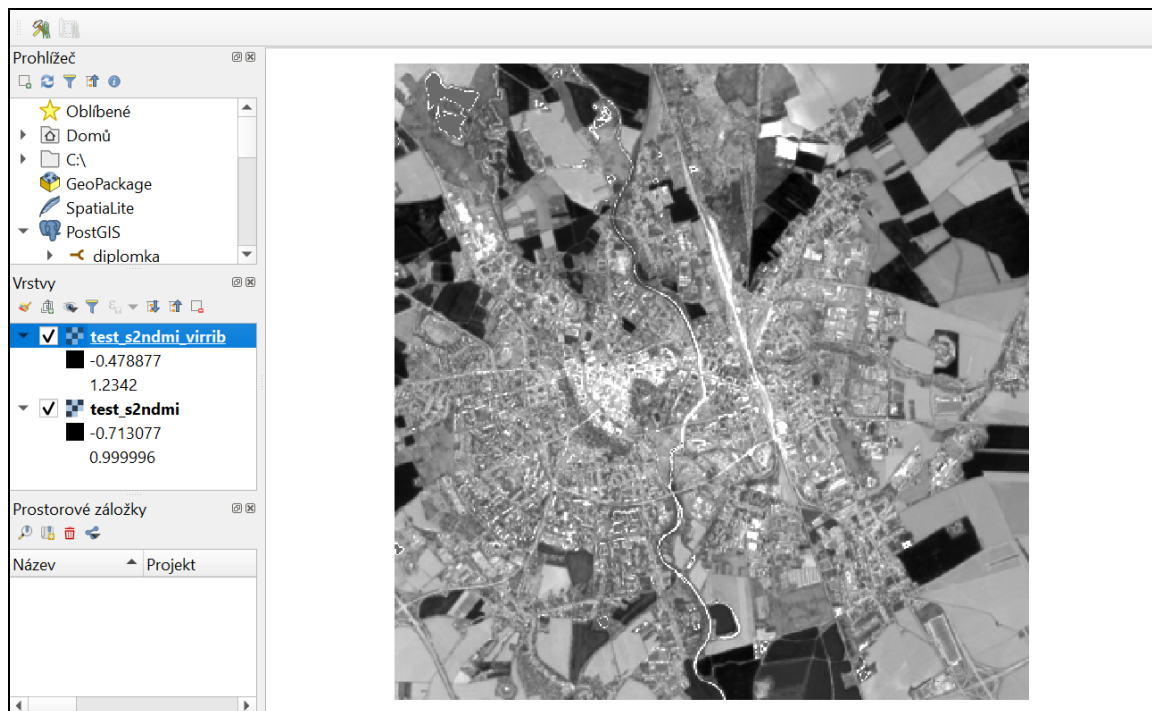 Prohlížeč
Oblíbené
Domů
C:\
GeoPackage
SpatiaLite
PostGIS
diplomka
Vrstvy
test_s2ndmi_virrib
-0.478877
1.2342
test_s2ndmi
-0.713077
0.999996
Prostorové záložky
Název Projekt